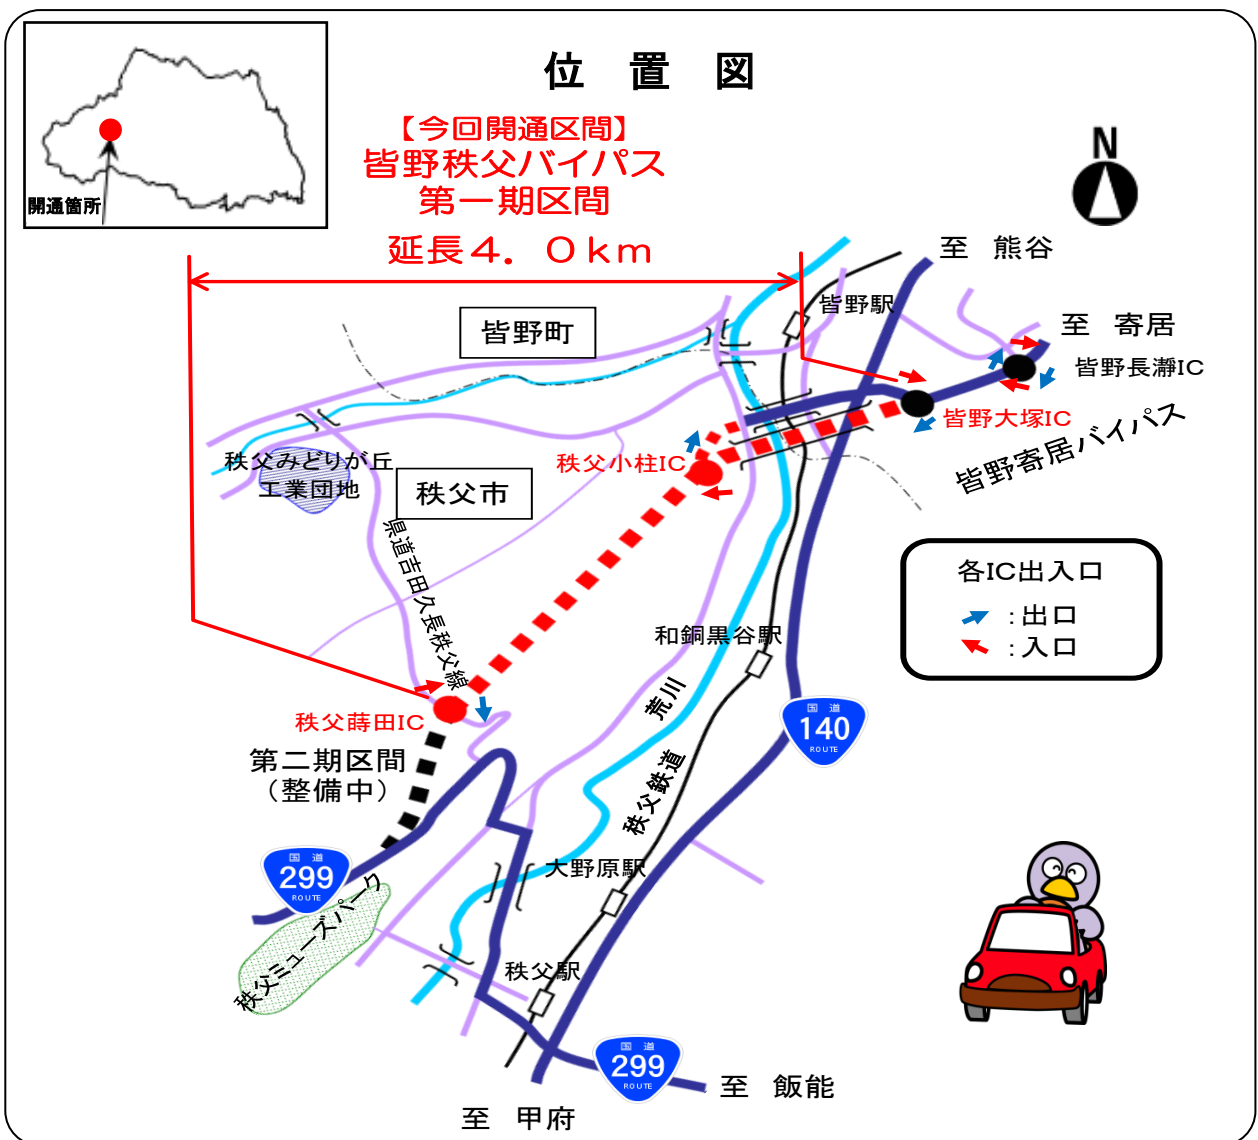 位 置 図
【今回開通区間】
皆野秩父バイパス
第一期区間
延長4．0km
開通箇所
N
至 熊谷
皆野駅
至 寄居
皆野町
皆野長瀞IC
皆野大塚IC
皆野寄居バイパス
秩父みどりが丘
工業団地
秩父小柱IC
秩父市
県道吉田久長秩父線
各IC出入口
：出口
：入口
和銅黒谷駅
荒川
秩父蒔田IC
国道
140
ROUTE
第二期区間
（整備中）
秩父鉄道
国道
299
ROUTE
大野原駅
秩父ミューズパーク
秩父駅
国道
299
ROUTE
至 飯能
至 甲府